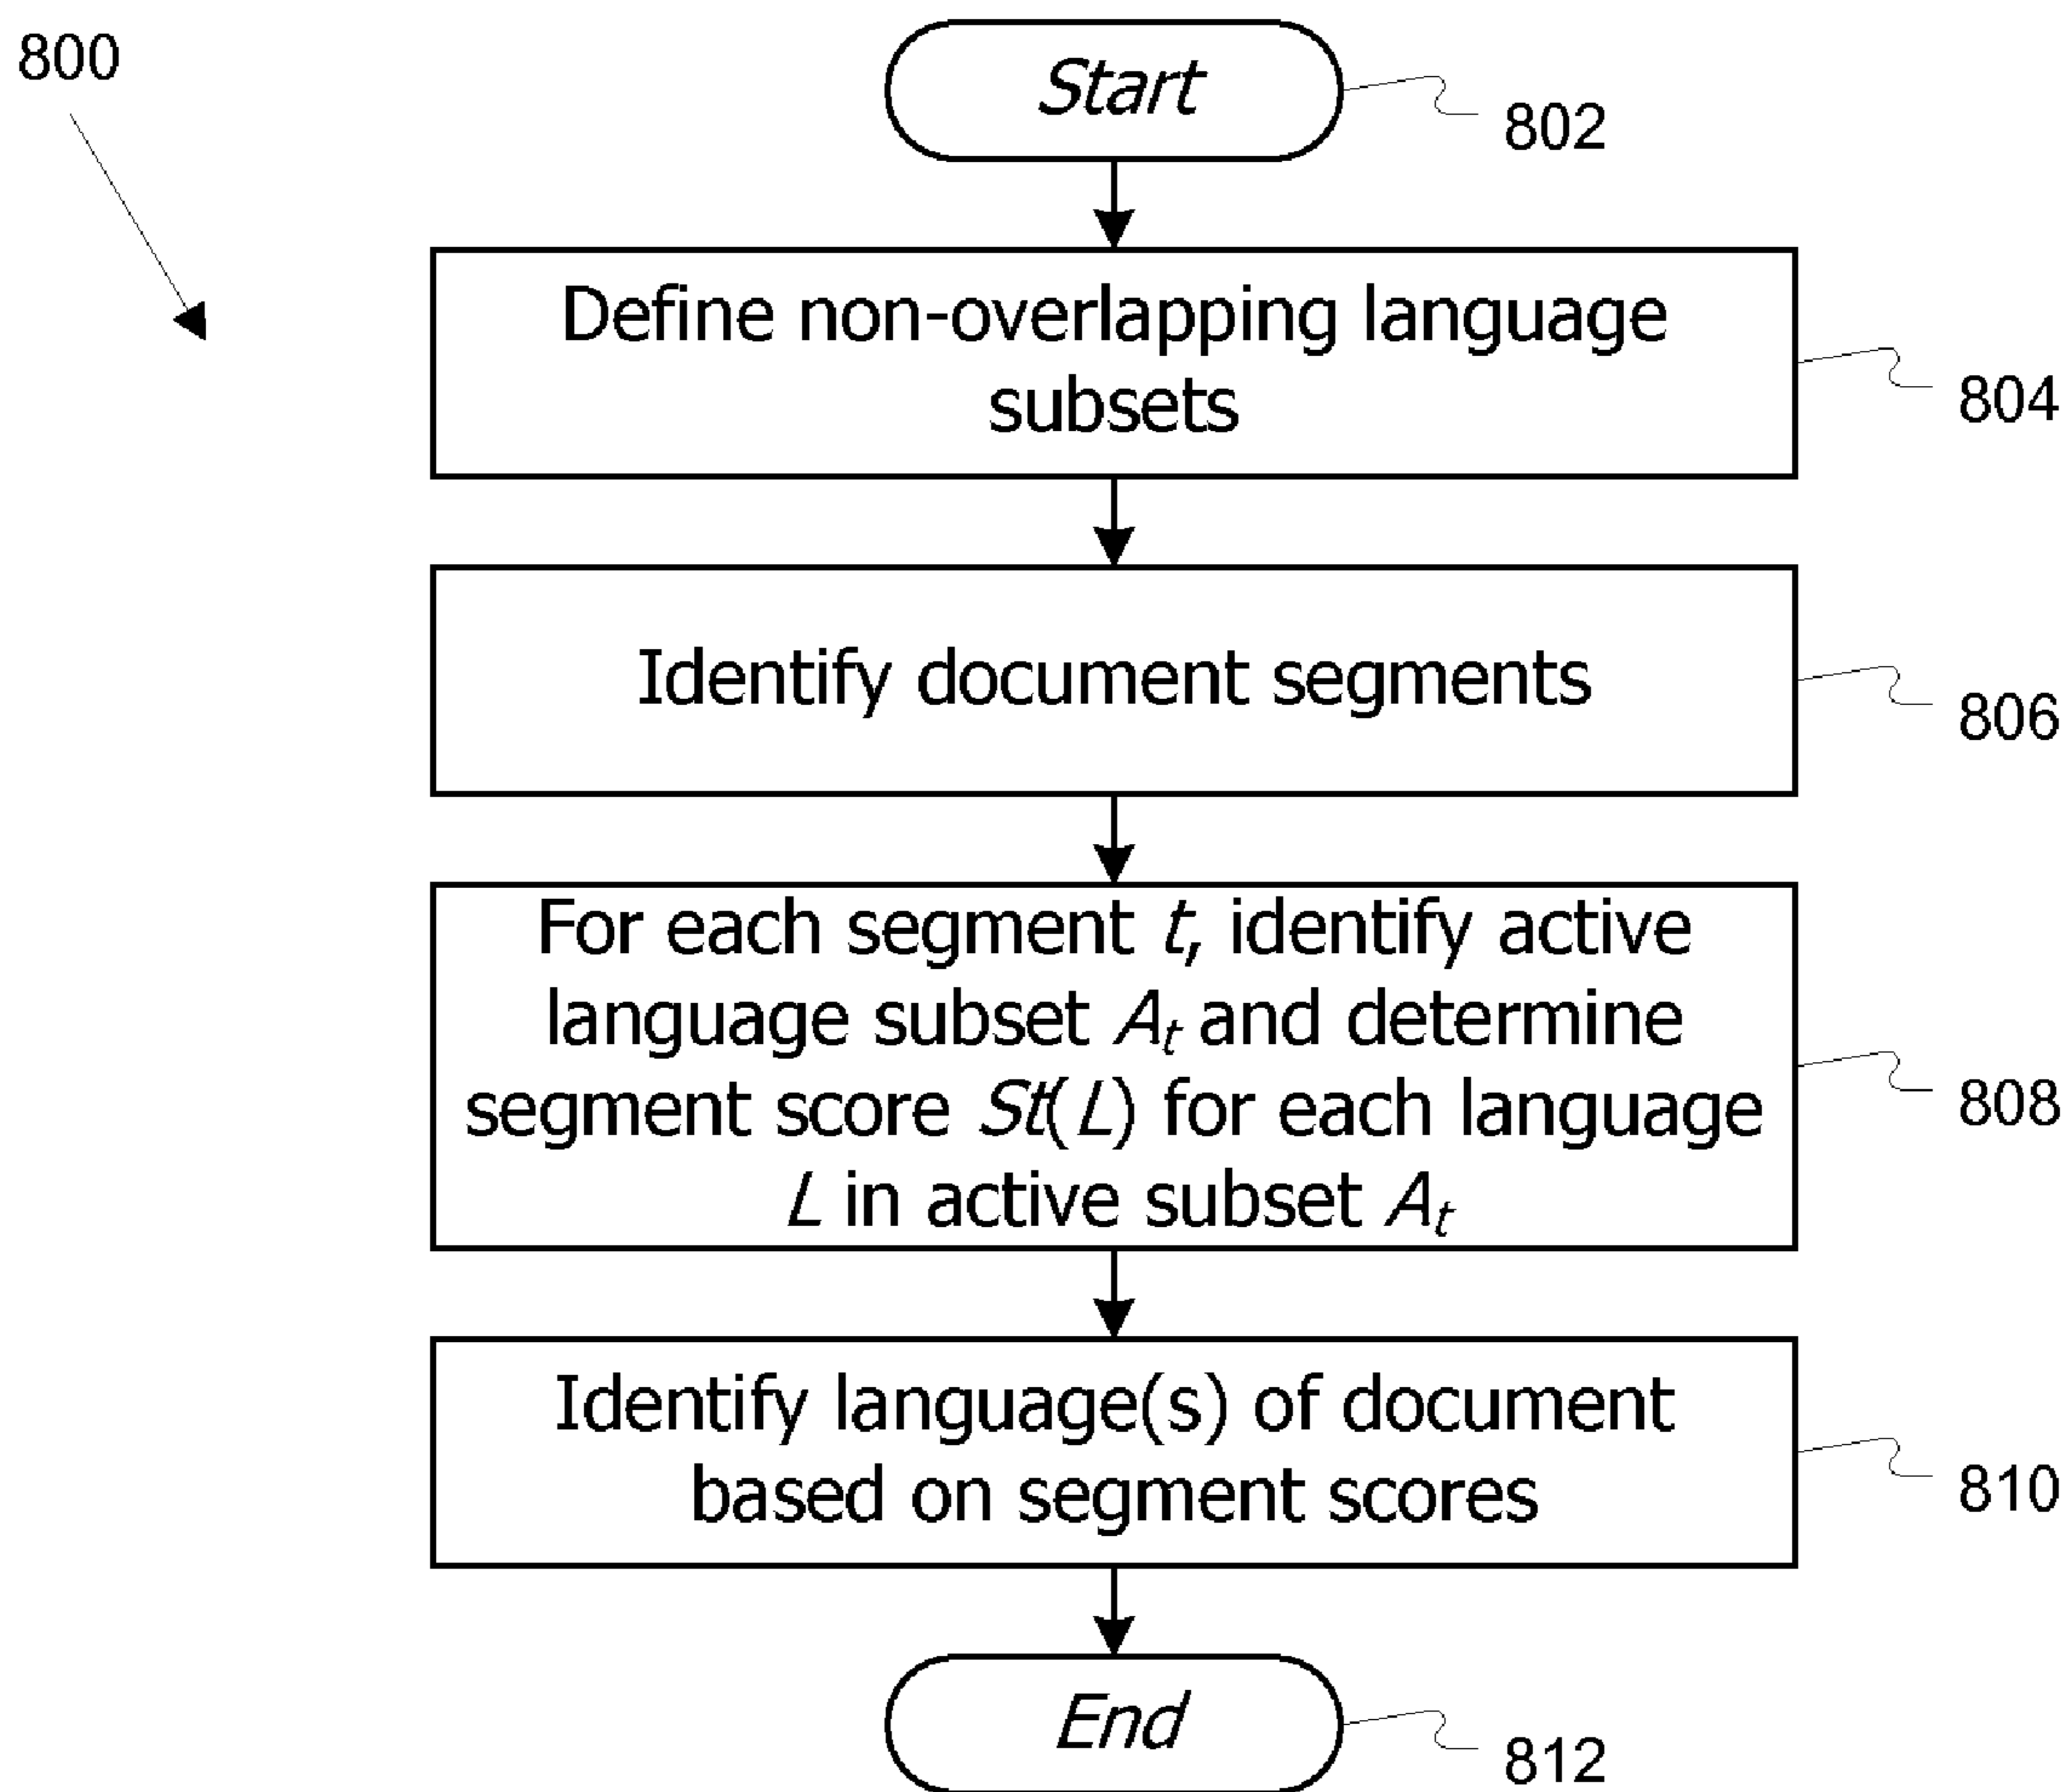 800
Start
802
Define non-overlapping language
subsets
804
Identify document segments
806
For each segment t, identify active
language subset Aₜ and determine
segment score St(L) for each language
L in active subset Aₜ
808
Identify language(s) of document
based on segment scores
810
End
812